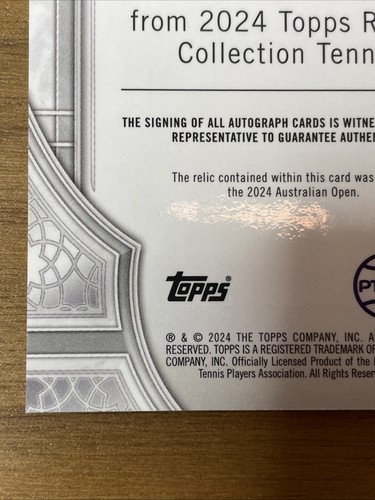 from 2024 Topps R
Collection Tenn
THE SIGNING OF ALL AUTOGRAPH CARDS IS WITNE
REPRESENTATIVE TO GUARANTEE AUTHE
The relic contained within this card was
the 2024 Australian Open.
Topps®
PT
® & © 2024 THE TOPPS COMPANY, INC. A
RESERVED. TOPPS IS A REGISTERED TRADEMARK OF
COMPANY, INC. Officially Licensed Product of the
Tennis Players Association. All Rights Reser